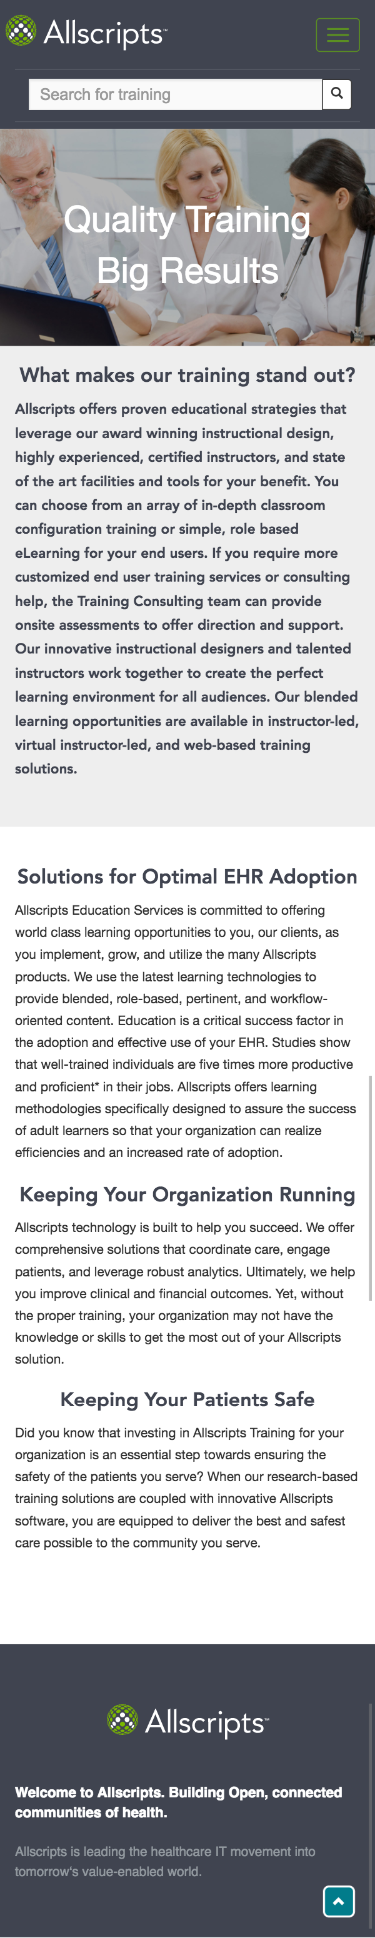 Allscripts™
Search for training
Quality Training
Big Results
What makes our training stand out?
Allscripts offers proven educational strategies that
leverage our award winning instructional design,
highly experienced, certified instructors, and state
of the art facilities and tools for your benefit. You
can choose from an array of in-depth classroom
configuration training or simple, role based
eLearning for your end users. If you require more
customized end user training services or consulting
help, the Training Consulting team can provide
onsite assessments to offer direction and support.
Our innovative instructional designers and talented
instructors work together to create the perfect
learning environment for all audiences. Our blended
learning opportunities are available in instructor-led,
virtual instructor-led, and web-based training
solutions.
Solutions for Optimal EHR Adoption
Allscripts Education Services is committed to offering
world class learning opportunities to you, our clients, as
you implement, grow, and utilize the many Allscripts
products. We use the latest learning technologies to
provide blended, role-based, pertinent, and workflow-
oriented content. Education is a critical success factor in
the adoption and effective use of your EHR. Studies show
that well-trained individuals are five times more productive
and proficient* in their jobs. Allscripts offers learning
methodologies specifically designed to assure the success
of adult learners so that your organization can realize
efficiencies and an increased rate of adoption.
Keeping Your Organization Running
Allscripts technology is built to help you succeed. We offer
comprehensive solutions that coordinate care, engage
patients, and leverage robust analytics. Ultimately, we help
you improve clinical and financial outcomes. Yet, without
the proper training, your organization may not have the
knowledge or skills to get the most out of your Allscripts
solution.
Keeping Your Patients Safe
Did you know that investing in Allscripts Training for your
organization is an essential step towards ensuring the
safety of the patients you serve? When our research-based
training solutions are coupled with innovative Allscripts
software, you are equipped to deliver the best and safest
care possible to the community you serve.
Allscripts™
Welcome to Allscripts. Building Open, connected
communities of health.
Allscripts is leading the healthcare IT movement into
tomorrow's value-enabled world.